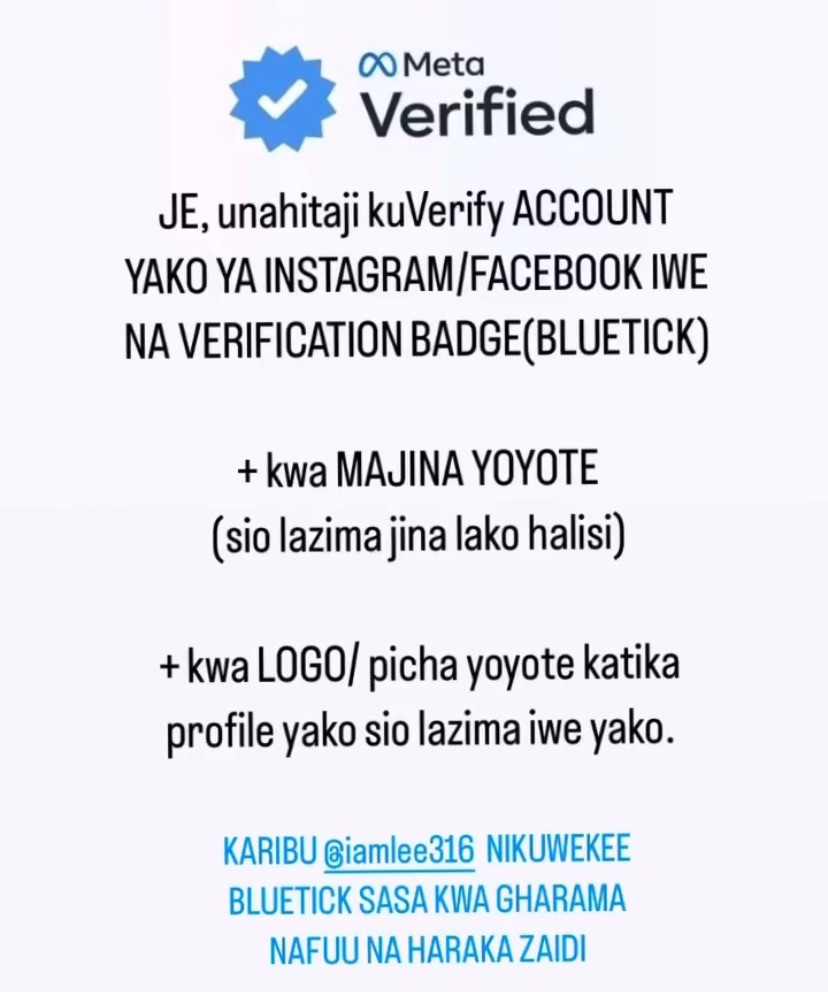 Meta
Verified
JE, unahitaji kuVerify ACCOUNT
YAKO YA INSTAGRAM/FACEBOOK IWE
NA VERIFICATION BADGE(BLUETICK)
+ kwa MAJINA YOYOTE
(sio lazima jina lako halisi)
+ kwa LOGO/ picha yoyote katika
profile yako sio lazima iwe yako.
KARIBU @iamlee316 NIKUWEKEE
BLUETICK SASA KWA GHARAMA
NAFUU NA HARAKA ZAIDI